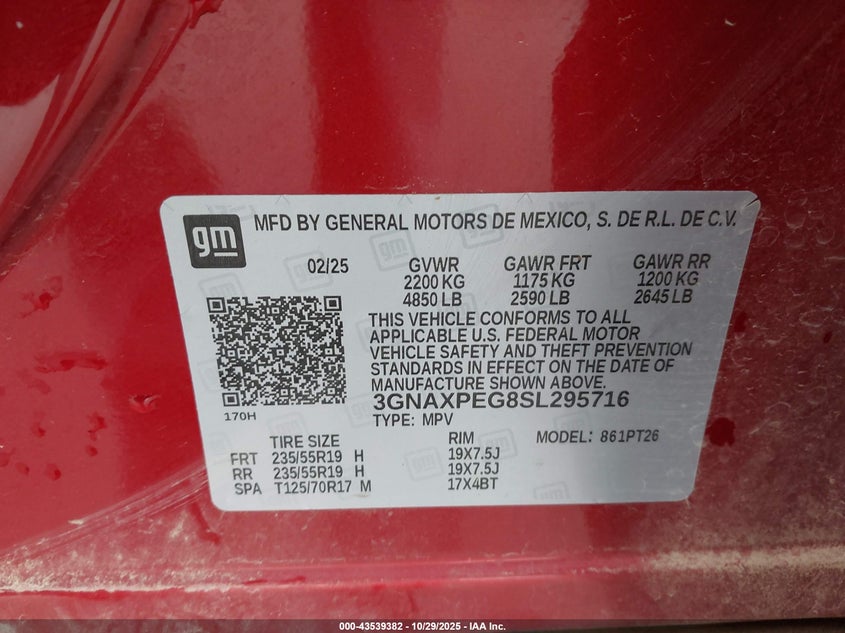 gm
MFD BY GENERAL MOTORS DE MEXICO, S. DE R.L. DE C.V.
02/25 GVWR GAWR FRT GAWR RR
2200 KG 1175 KG 1200 KG
4850 LB 2590 LB 2645 LB
THIS VEHICLE CONFORMS TO ALL
APPLICABLE U.S. FEDERAL MOTOR
VEHICLE SAFETY AND THEFT PREVENTION
STANDARDS IN EFFECT ON THE DATE OF
MANUFACTURE SHOWN ABOVE.
170H
3GNAXPEG8SL295716
TYPE: MPV MODEL: 861PT26
TIRE SIZE RIM
FRT 235/55R19 H 19X7.5J
RR 235/55R19 H 19X7.5J
SPA T125/70R17 M 17X4BT
000-43539382 - 10/29/2025 - IAA Inc.